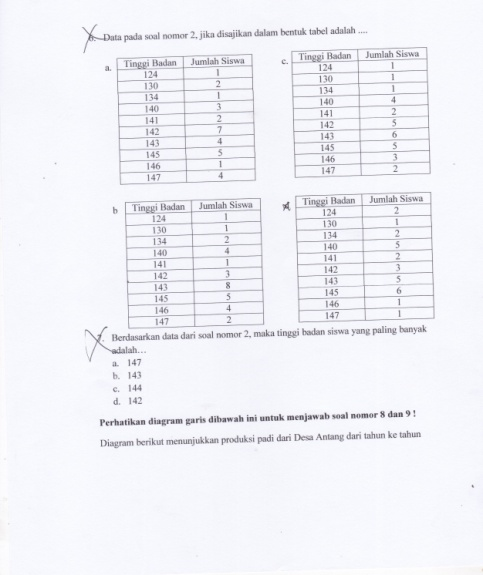 6. Data pada soal nomor 2, jika disajikan dalam bentuk tabel adalah ....
a.
Tinggi Badan Jumlah Siswa
124 1
130 2
134 1
140 3
141 2
142 7
143 4
145 5
146 1
147 4
c.
Tinggi Badan Jumlah Siswa
124 1
130 1
134 1
140 4
141 2
142 5
143 6
145 5
146 3
147 2
b
Tinggi Badan Jumlah Siswa
124 1
130 1
134 2
140 4
141 1
142 3
143 8
145 5
146 4
147 2
Tinggi Badan Jumlah Siswa
124 2
130 1
134 2
140 5
141 2
142 3
143 5
145 6
146 1
147 1
7. Berdasarkan data dari soal nomor 2, maka tinggi badan siswa yang paling banyak
adalah…
a. 147
b. 143
c. 144
d. 142
Perhatikan diagram garis dibawah ini untuk menjawab soal nomor 8 dan 9 !
Diagram berikut menunjukkan produksi padi dari Desa Antang dari tahun ke tahun